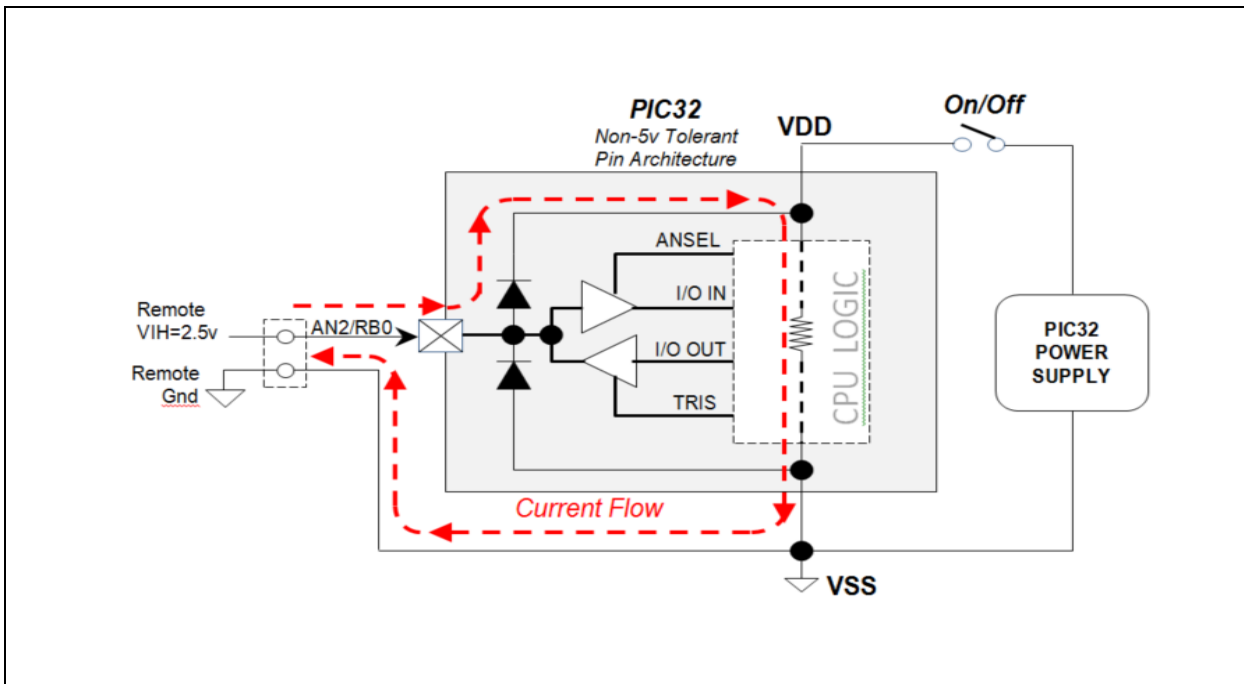 PIC32
Non-5v Tolerant
Pin Architecture
VDD
On/Off
ANSEL
I/O IN
Remote
VIH=2.5v
AN2/RB0
I/O OUT
CPU LOGIC
PIC32
POWER
SUPPLY
Remote
Gnd
TRIS
Current Flow
VSS